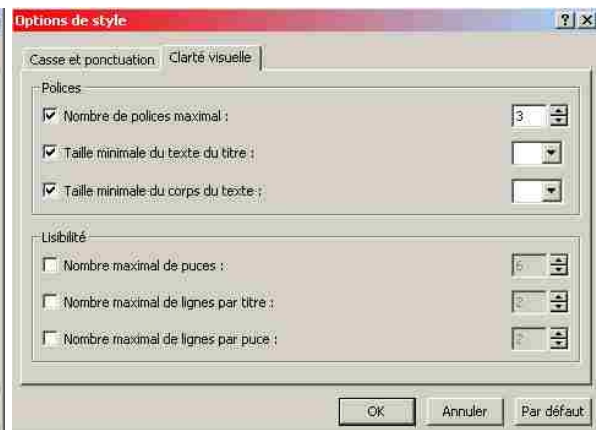 Options de style
Casse et ponctuation Clarté visuelle
Polices
Nombre de polices maximal : 3
Taille minimale du texte du titre :
Taille minimale du corps du texte :
Lisibilité
Nombre maximal de puces : 6
Nombre maximal de lignes par titre : 2
Nombre maximal de lignes par puce : 2
OK Annuler Par défaut